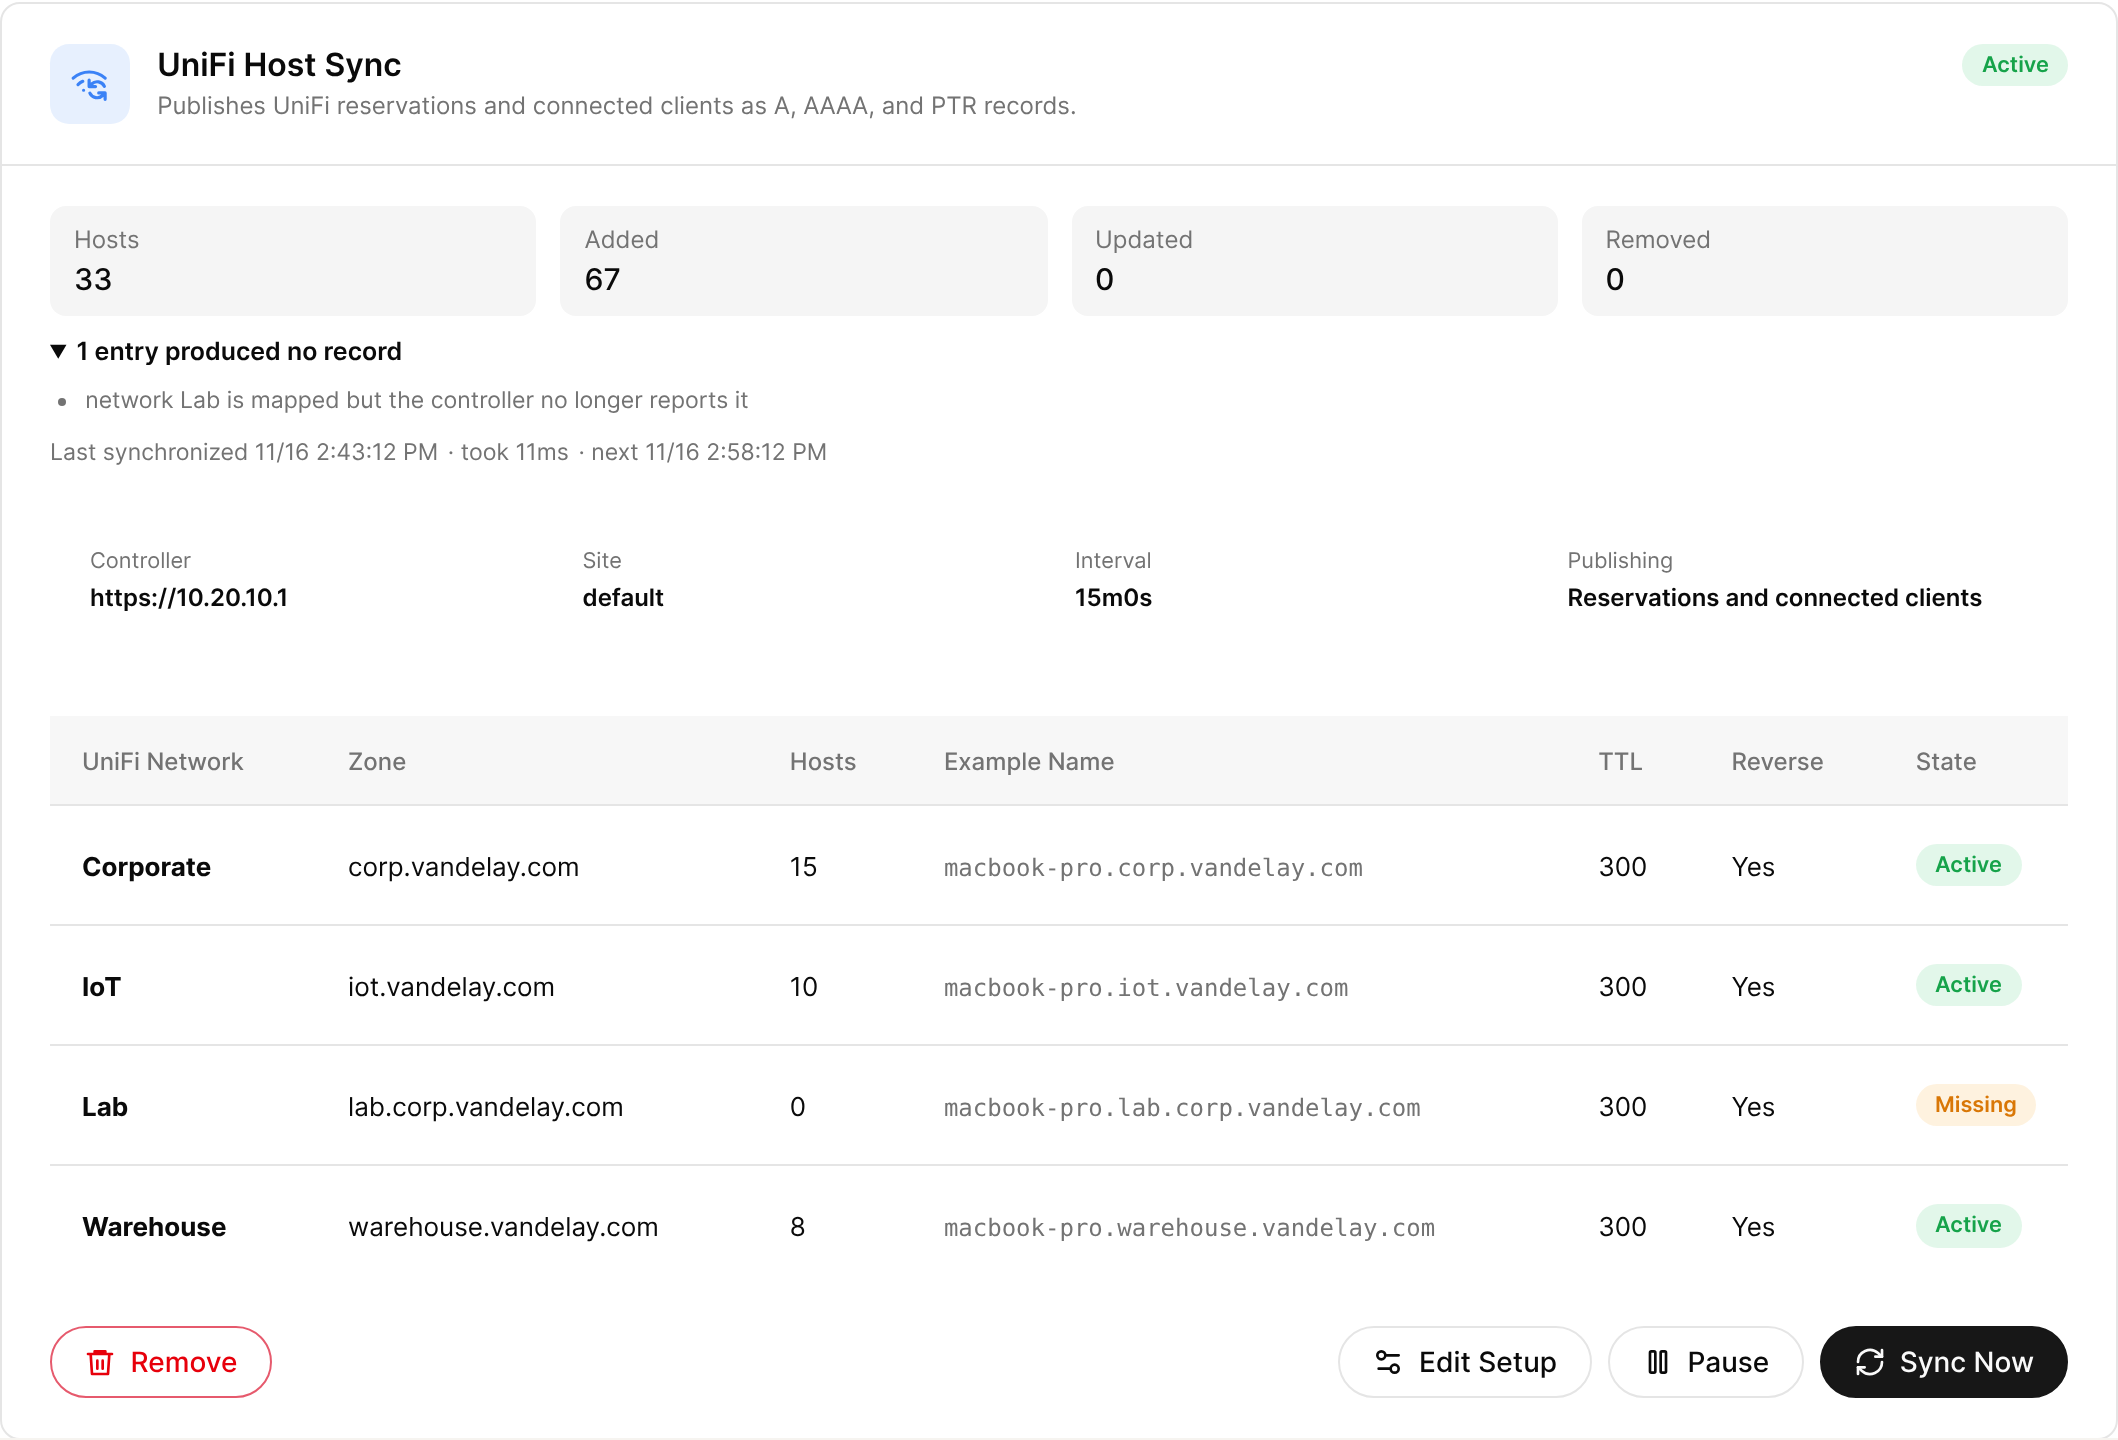 UniFi Host Sync
Active
Publishes UniFi reservations and connected clients as A, AAAA, and PTR records.
Hosts Added Updated Removed
33 67 0 0
▼ 1 entry produced no record
• network Lab is mapped but the controller no longer reports it
Last synchronized 11/16 2:43:12 PM · took 11ms · next 11/16 2:58:12 PM
Controller Site Interval Publishing
https://10.20.10.1 default 15m0s Reservations and connected clients
UniFi Network Zone Hosts Example Name TTL Reverse State
Corporate corp.vandelay.com 15 macbook-pro.corp.vandelay.com 300 Yes Active
IoT iot.vandelay.com 10 macbook-pro.iot.vandelay.com 300 Yes Active
Lab lab.corp.vandelay.com 0 macbook-pro.lab.corp.vandelay.com 300 Yes Missing
Warehouse warehouse.vandelay.com 8 macbook-pro.warehouse.vandelay.com 300 Yes Active
Remove Edit Setup Pause Sync Now